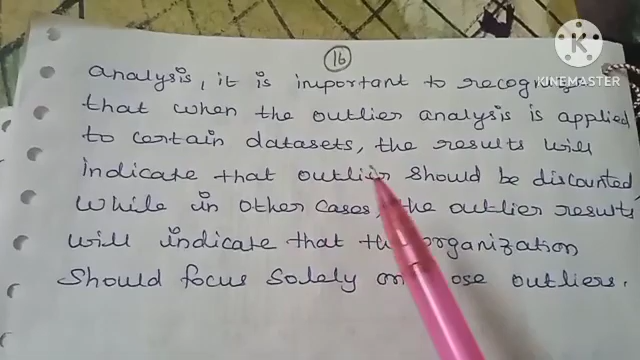 16
analysis, it is important to recognize
KINEMASTER
that when the outlier analysis is applied
to certain datasets, the results will
indicate that outlier should be discounted,
While in other cases, the outlier results
will indicate that the organization
Should focus solely on outliers.